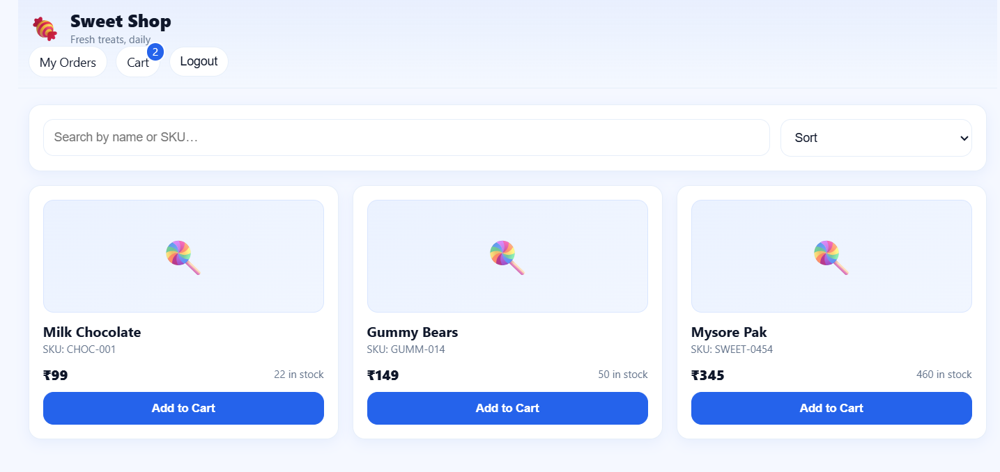 Sweet Shop
Fresh treats, daily
My Orders
Cart
2
Logout
Search by name or SKU…
Sort
Milk Chocolate
SKU: CHOC-001
₹99
22 in stock
Add to Cart
Gummy Bears
SKU: GUMM-014
₹149
50 in stock
Add to Cart
Mysore Pak
SKU: SWEET-0454
₹345
460 in stock
Add to Cart